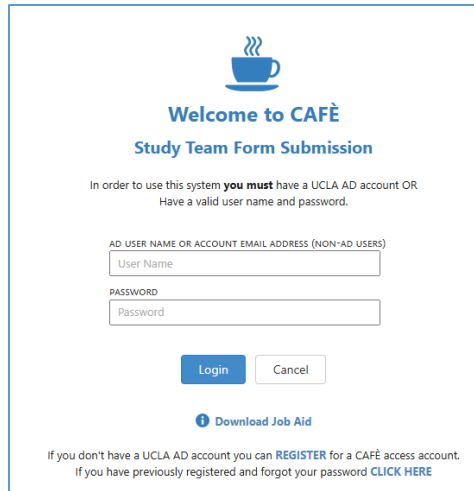 Welcome to CAFÈ
Study Team Form Submission
In order to use this system you must have a UCLA AD account OR
Have a valid user name and password.
AD USER NAME OR ACCOUNT EMAIL ADDRESS (NON-AD USERS)
User Name
PASSWORD
Password
Login Cancel
Download Job Aid
If you don't have a UCLA AD account you can REGISTER for a CAFÈ access account.
If you have previously registered and forgot your password CLICK HERE